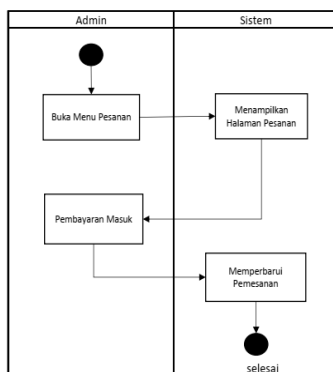 Admin
Sistem
Buka Menu Pesanan
Menampilkan
Halaman Pesanan
Pembayaran Masuk
Memperbarui
Pemesanan
selesai